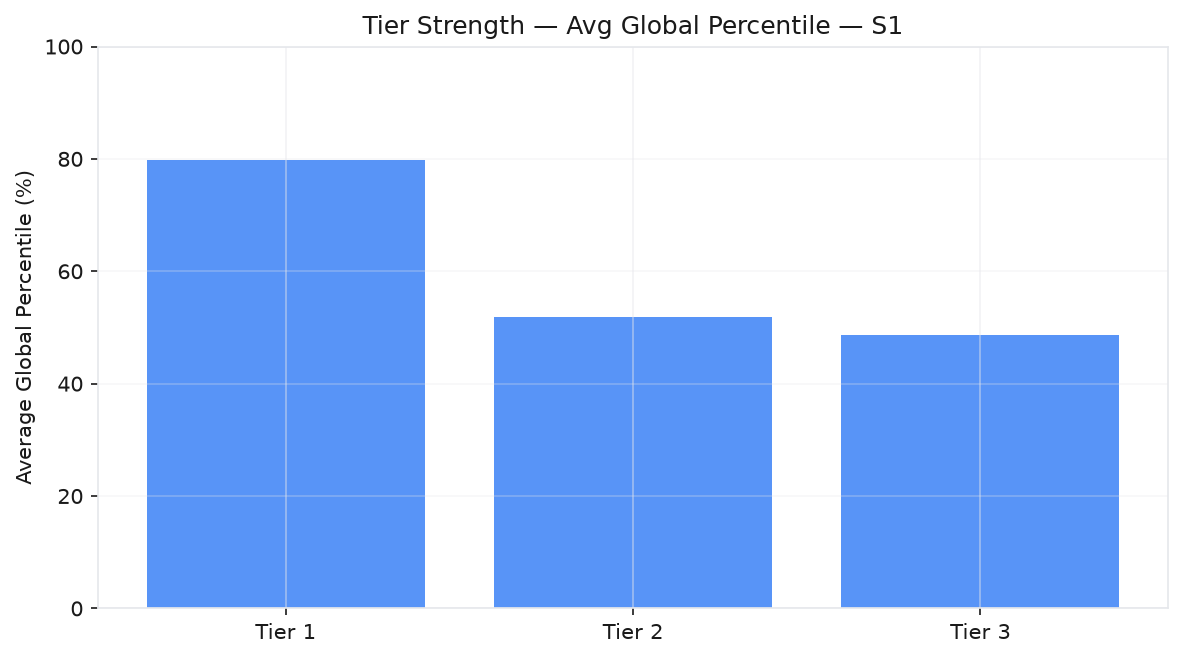 Tier Strength — Avg Global Percentile — S1
Average Global Percentile (%)
100
80
60
40
20
0
Tier 1
Tier 2
Tier 3